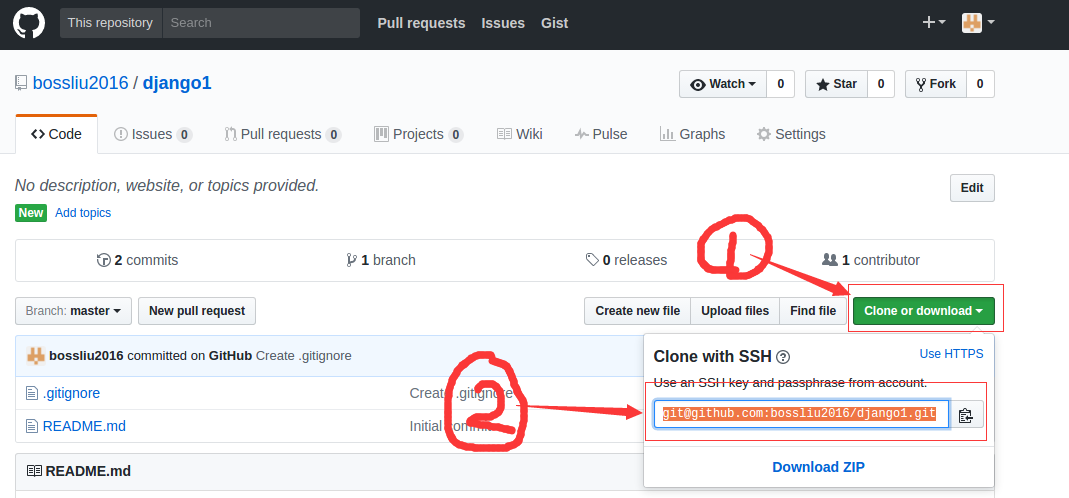 This repository Search Pull requests Issues Gist
bossliu2016 / django1
Watch 0 Star 0 Fork 0
Code Issues 0 Pull requests 0 Projects 0 Wiki Pulse Graphs Settings
No description, website, or topics provided. Edit
New Add topics
2 commits 1 branch 0 releases 1 contributor
1
Branch: master New pull request Create new file Upload files Find file Clone or download
bossliu2016 committed on GitHub Create .gitignore
.gitignore Create .gitignore
README.md Initial commit
2
README.md
Clone with SSH Use HTTPS
Use an SSH key and passphrase from account.
git@github.com:bossliu2016/django1.git
Download ZIP